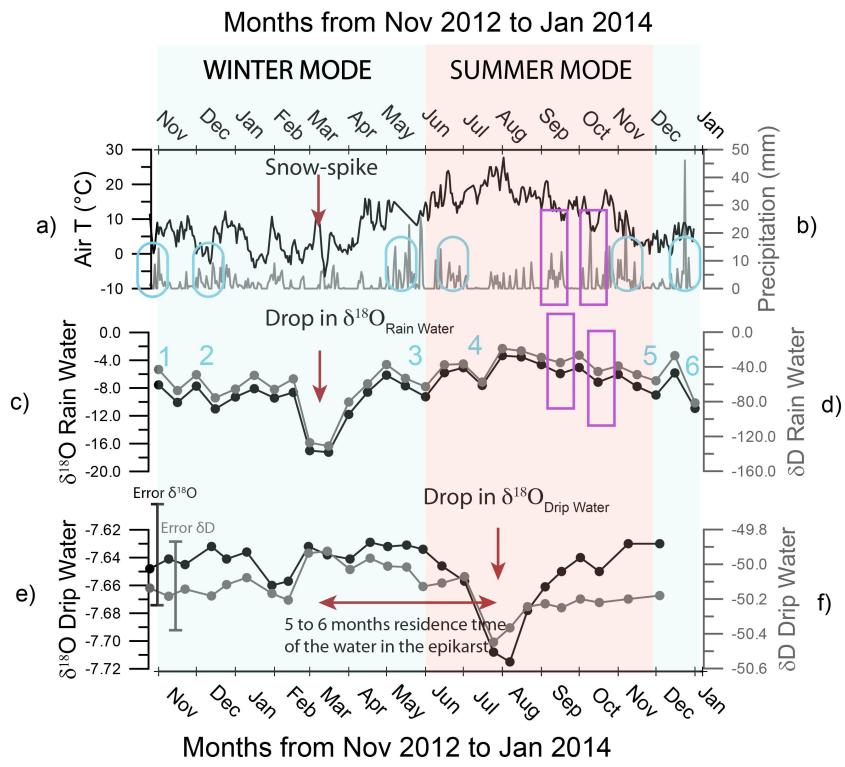 Months from Nov 2012 to Jan 2014
WINTER MODE
SUMMER MODE
Nov Dec Jan Feb Mar Apr May Jun Jul Aug Sep Oct Nov Dec Jan
a)
Air T (°C)
30
20
10
0
-10
Snow-spike
50
40
30
20
10
0
Precipitation (mm)
b)
c)
δ¹⁸O Rain Water
0.0
-4.0
-8.0
-12.0
-16.0
-20.0
Drop in δ¹⁸O Rain Water
1 2 3 4 5 6
0.0
-40.0
-80.0
-120.0
-160.0
δD Rain Water
d)
Error δ¹⁸O
Error δD
Drop in δ¹⁸O Drip Water
e)
δ¹⁸O Drip Water
-7.62
-7.64
-7.66
-7.68
-7.70
-7.72
5 to 6 months residence time
of the water in the epikarst
-49.8
-50.0
-50.2
-50.4
-50.6
δD Drip Water
f)
Nov Dec Jan Feb Mar Apr May Jun Jul Aug Sep Oct Nov Dec Jan
Months from Nov 2012 to Jan 2014